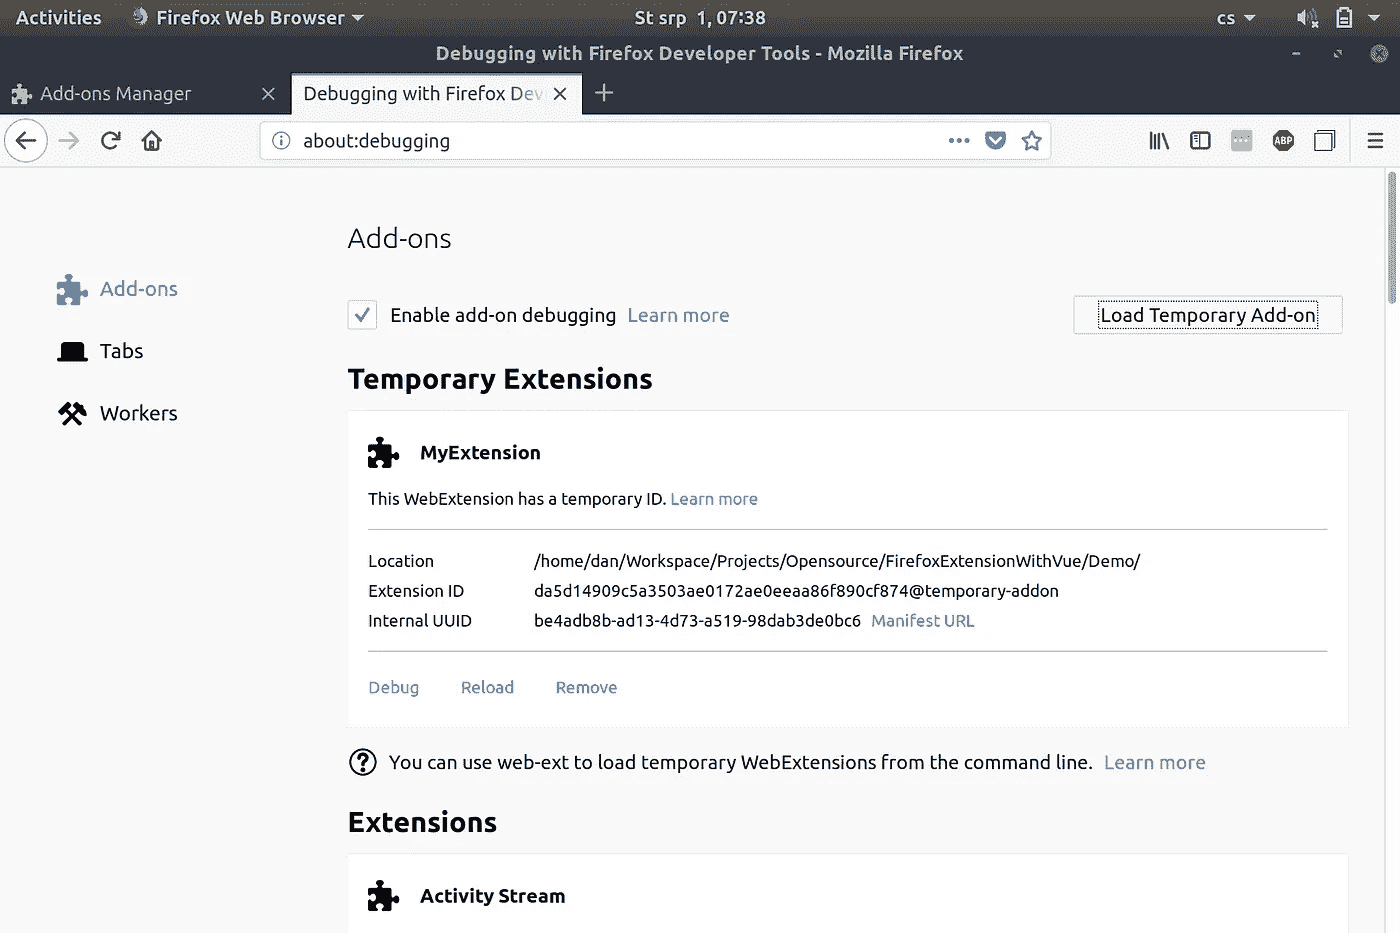 Activities Firefox Web Browser St srp 1, 07:38 cs
Debugging with Firefox Developer Tools - Mozilla Firefox
Add-ons Manager Debugging with Firefox Dev
about:debugging ABP
Add-ons
Add-ons
Enable add-on debugging Learn more Load Temporary Add-on
Tabs
Temporary Extensions
Workers
MyExtension
This WebExtension has a temporary ID. Learn more
Location /home/dan/Workspace/Projects/Opensource/FirefoxExtensionWithVue/Demo/
Extension ID da5d14909c5a3503ae0172ae0eeaa86f890cf874@temporary-addon
Internal UUID be4adb8b-ad13-4d73-a519-98dab3de0bc6 Manifest URL
Debug Reload Remove
You can use web-ext to load temporary WebExtensions from the command line. Learn more
Extensions
Activity Stream